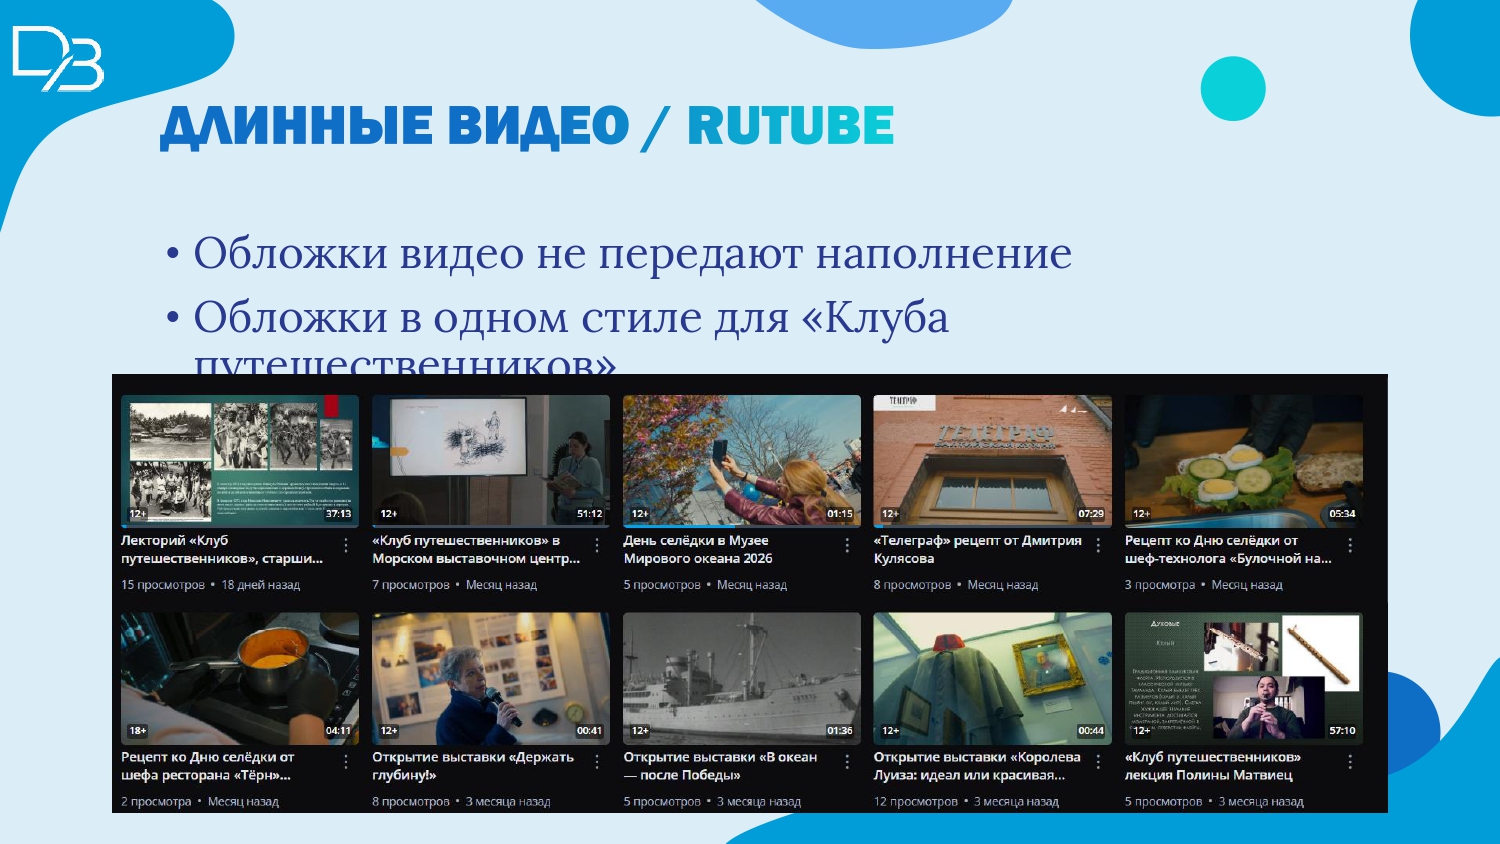 DB
ДЛИННЫЕ ВИДЕО / RUTUBE
• Обложки видео не передают наполнение
• Обложки в одном стиле для «Клуба
путешественников»
12+ 37:13
12+ 51:12
12+ 01:15
ТЕЛЕГРАФ
ТЕЛЕГРАФ
12+ 07:29
12+ 05:34
Лекторий «Клуб
путешественников», старши...
15 просмотров • 18 дней назад
«Клуб путешественников» в
Морском выставочном центр...
7 просмотров • Месяц назад
День селёдки в Музее
Мирового океана 2026
5 просмотров • Месяц назад
«Телеграф» рецепт от Дмитрия
Кулясова
8 просмотров • Месяц назад
Рецепт ко Дню селёдки от
шеф-технолога «Булочной на...
3 просмотра • Месяц назад
18+ 04:11
12+ 00:41
12+ 01:36
12+ 00:44
Духовые
12+ 57:10
Рецепт ко Дню селёдки от
шефа ресторана «Тёрн»...
2 просмотра • Месяц назад
Открытие выставки «Держать
глубину!»
8 просмотров • 3 месяца назад
Открытие выставки «В океан
— после Победы»
5 просмотров • 3 месяца назад
Открытие выставки «Королева
Луиза: идеал или красивая...
12 просмотров • 3 месяца назад
«Клуб путешественников»
лекция Полины Матвиец
5 просмотров • 3 месяца назад